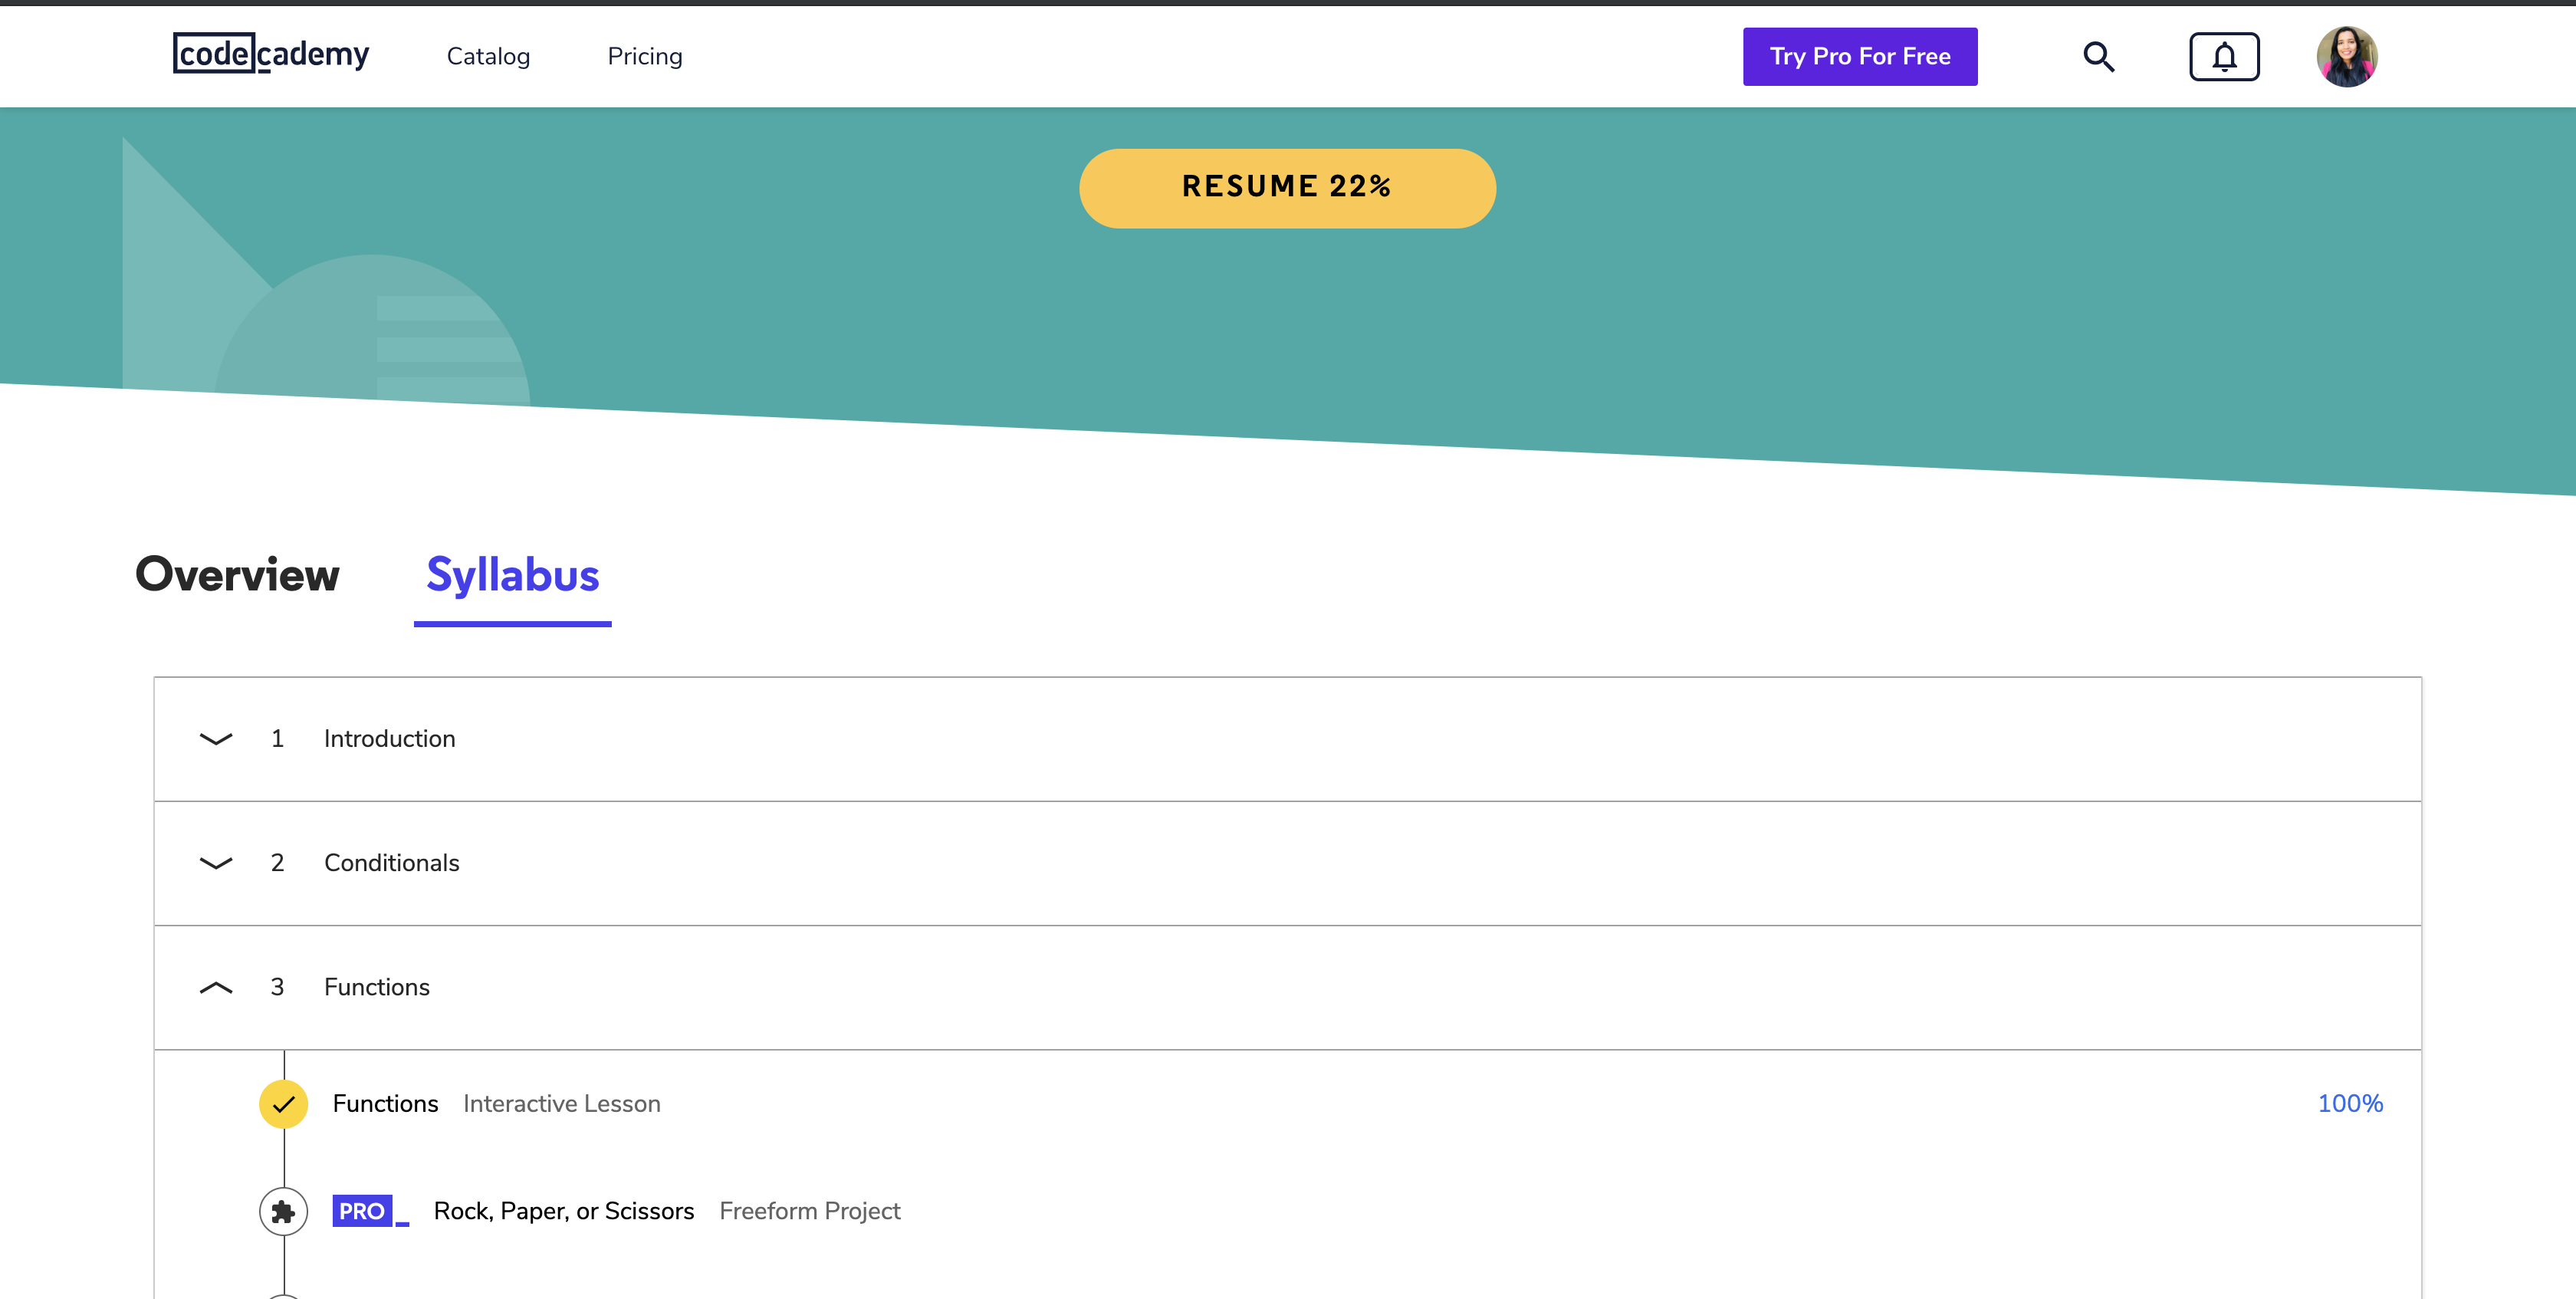 codecademy Catalog Pricing Try Pro For Free
RESUME 22%
Overview Syllabus
1 Introduction
2 Conditionals
3 Functions
Functions Interactive Lesson 100%
PRO Rock, Paper, or Scissors Freeform Project